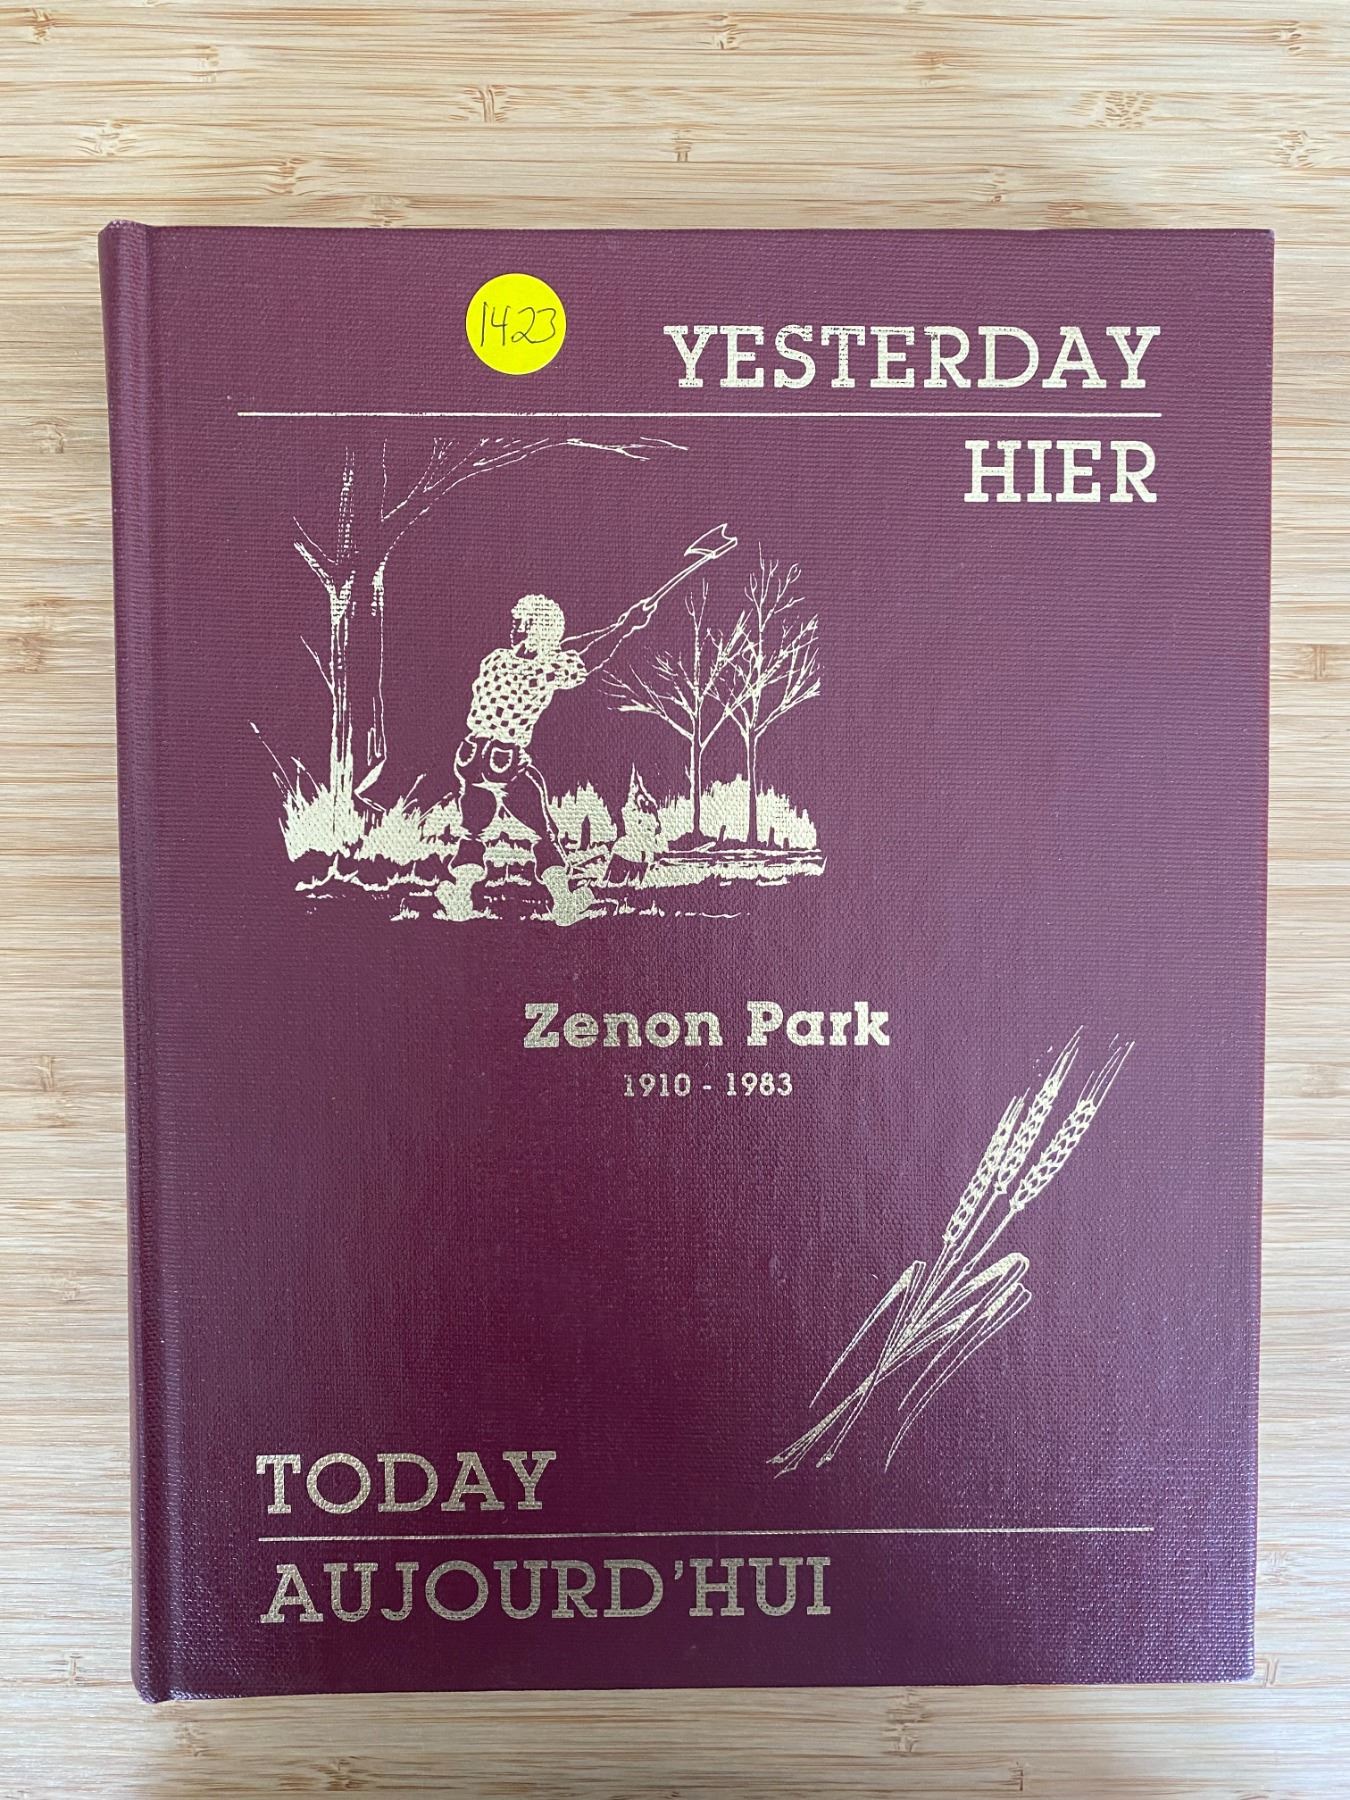 1423
YESTERDAY
HIER
Zenon Park
1910 - 1983
TODAY
AUJOURD'HUI